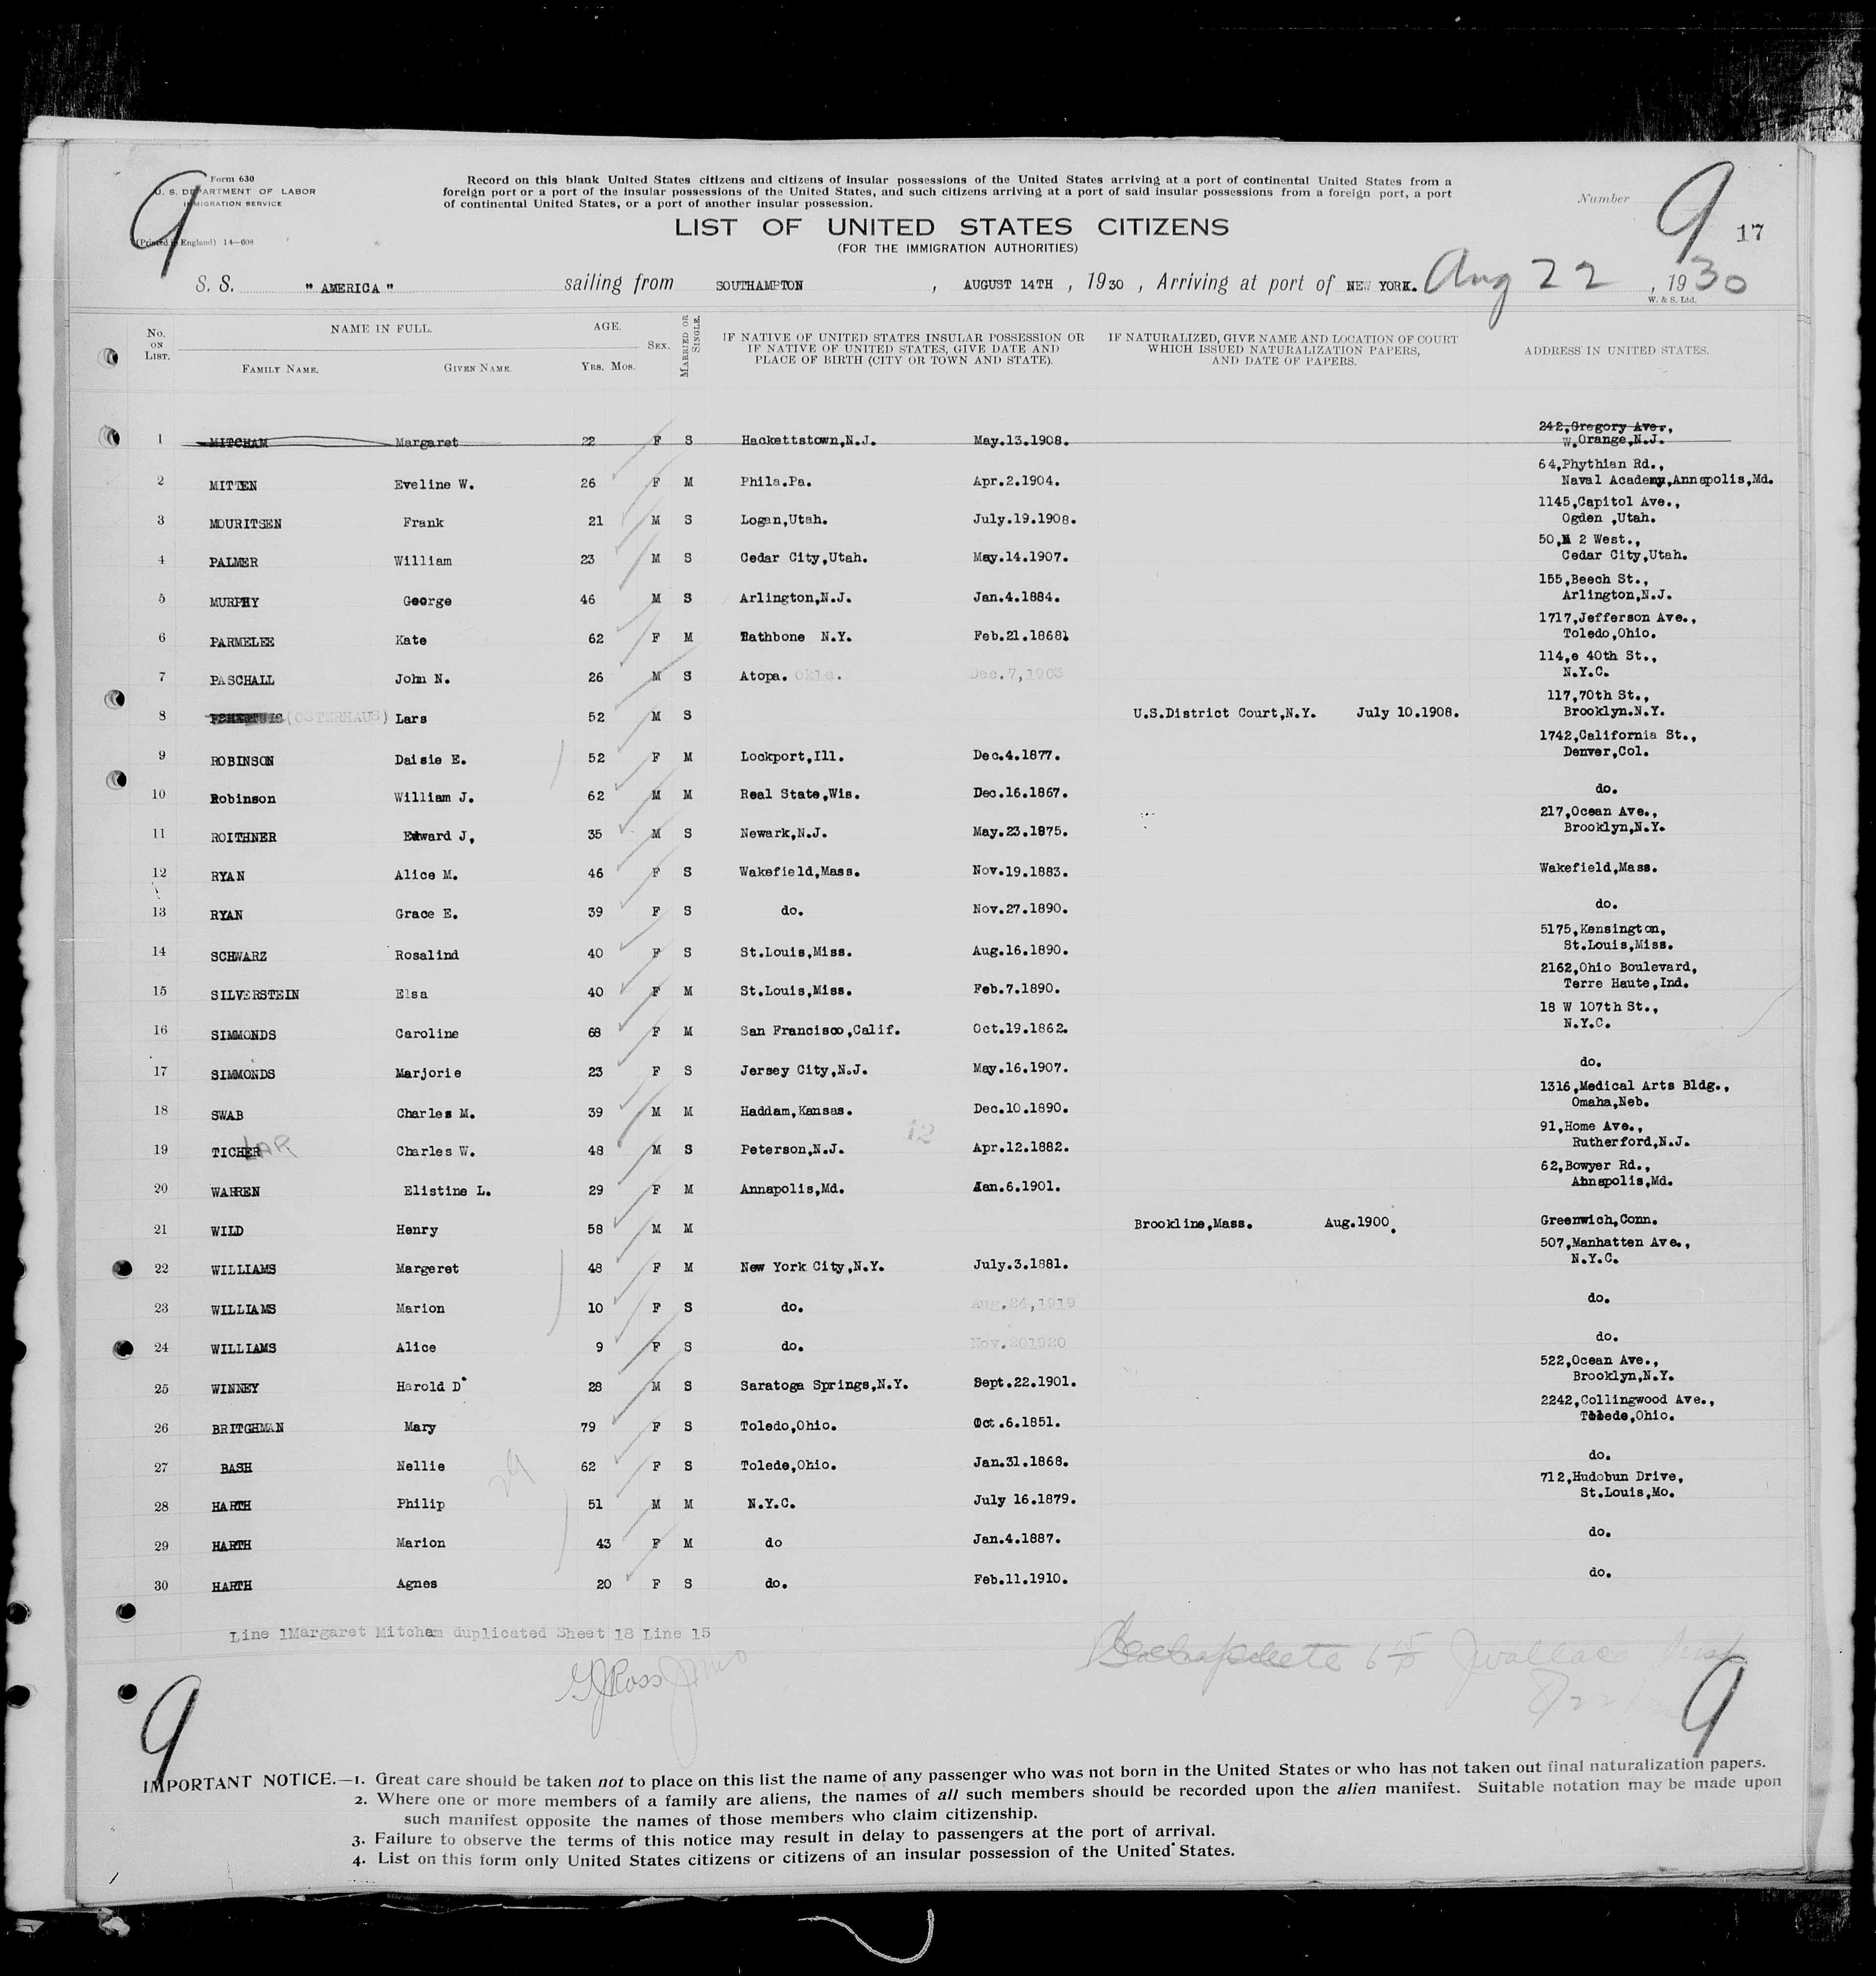 9
Form 630
U. S. DEPARTMENT OF LABOR
IMMIGRATION SERVICE
(Printed in England) 14—608
Record on this blank United States citizens and citizens of insular possessions of the United States arriving at a port of continental United States from a
foreign port or a port of the insular possessions of the United States, and such citizens arriving at a port of said insular possessions from a foreign port, a port
of continental United States, or a port of another insular possession.
Number 9
17
LIST OF UNITED STATES CITIZENS
(FOR THE IMMIGRATION AUTHORITIES)
S. S. " AMERICA " sailing from SOUTHAMPTON , AUGUST 14TH , 1930 , Arriving at port of NEW YORK. Aug 22 , 1930
W. & S. Ltd.
No. ON LIST. NAME IN FULL. FAMILY NAME. GIVEN NAME. AGE. YRS. MOS. SEX. MARRIED OR SINGLE. IF NATIVE OF UNITED STATES INSULAR POSSESSION OR IF NATIVE OF UNITED STATES, GIVE DATE AND PLACE OF BIRTH (CITY OR TOWN AND STATE). IF NATURALIZED, GIVE NAME AND LOCATION OF COURT WHICH ISSUED NATURALIZATION PAPERS, AND DATE OF PAPERS. ADDRESS IN UNITED STATES.
1 MITCHAM Margaret 22 F S Hackettstown,N.J. May.13.1908. 242,Gregory Ave., W.Orange,N.J.
2 MITTEN Eveline W. 26 F M Phila.Pa. Apr.2.1904. 64,Phythian Rd., Naval Academy,Annapolis,Md.
3 MOURITSEN Frank 21 M S Logan,Utah. July.19.1908. 1145,Capitol Ave., Ogden ,Utah.
4 PALMER William 23 M S Cedar City,Utah. May.14.1907. 50,N 2 West., Cedar City,Utah.
5 MURPHY George 46 M S Arlington,N.J. Jan.4.1884. 155,Beech St., Arlington,N.J.
6 PARMELEE Kate 62 F M Rathbone N.Y. Feb.21.1868. 1717,Jefferson Ave., Toledo,Ohio.
7 PASCHALL John N. 26 M S Atopa. Okla. Dec.7,1903 114,e 40th St., N.Y.C.
8 (OSTERHAUS) Lars 52 M S U.S.District Court,N.Y. July 10.1908. 117,70th St., Brooklyn.N.Y.
9 ROBINSON Daisie E. 52 F M Lockport,Ill. Dec.4.1877. 1742,California St., Denver,Col.
10 Robinson William J. 62 M M Real State,Wis. Dec.16.1867. do.
11 ROITHNER Edward J, 35 M S Newark,N.J. May.23.1875. 217,Ocean Ave., Brooklyn,N.Y.
12 RYAN Alice M. 46 F S Wakefield,Mass. Nov.19.1883. Wakefield,Mass.
13 RYAN Grace E. 39 F S do. Nov.27.1890. do.
14 SCHWARZ Rosalind 40 F S St.Louis,Miss. Aug.16.1890. 5175,Kensington, St.Louis,Miss.
15 SILVERSTEIN Elsa 40 F M St.Louis,Miss. Feb.7.1890. 2162,Ohio Boulevard, Terre Haute,Ind.
16 SIMMONDS Caroline 68 F M San Francisco,Calif. Oct.19.1862. 18 W 107th St., N.Y.C.
17 SIMMONDS Marjorie 23 F S Jersey City,N.J. May.16.1907. do.
18 SWAB Charles M. 39 M M Haddam,Kansas. Dec.10.1890. 1316,Medical Arts Bldg., Omaha,Neb.
12
19 TICHER LAR Charles W. 48 M S Peterson,N.J. Apr.12.1882. 91,Home Ave., Rutherford,N.J.
20 WARREN Elistine L. 29 F M Annapolis,Md. Jan.6.1901. 62,Bowyer Rd., Annapolis,Md.
21 WILD Henry 58 M M Brookline,Mass. Aug.1900. Greenwich,Conn.
22 WILLIAMS Margeret 48 F M New York City,N.Y. July.3.1881. 507,Manhatten Ave., N.Y.C.
23 WILLIAMS Marion 10 F S do. Aug.24,1919 do.
24 WILLIAMS Alice 9 F S do. Nov.201920 do.
25 WINNEY Harold D. 28 M S Saratoga Springs,N.Y. Sept.22.1901. 522,Ocean Ave., Brooklyn,N.Y.
26 BRITGHMAN Mary 79 F S Toledo,Ohio. Oct.6.1851. 2242,Collingwood Ave., Toledo,Ohio.
27 BASH Nellie 62 F S Tolede,Ohio. Jan.31.1868. do.
29
28 HARTH Philip 51 M M N.Y.C. July 16.1879. 712,Hudobun Drive, St.Louis,Mo.
29 HARTH Marion 43 F M do Jan.4.1887. do.
30 HARTH Agnes 20 F S do. Feb.11.1910. do.
Line 1Margaret Mitcham duplicated Sheet 18 Line 15
GJRoss
JWallace Insp
9 9
IMPORTANT NOTICE.—1. Great care should be taken not to place on this list the name of any passenger who was not born in the United States or who has not taken out final naturalization papers.
2. Where one or more members of a family are aliens, the names of all such members should be recorded upon the alien manifest. Suitable notation may be made upon
such manifest opposite the names of those members who claim citizenship.
3. Failure to observe the terms of this notice may result in delay to passengers at the port of arrival.
4. List on this form only United States citizens or citizens of an insular possession of the United States.